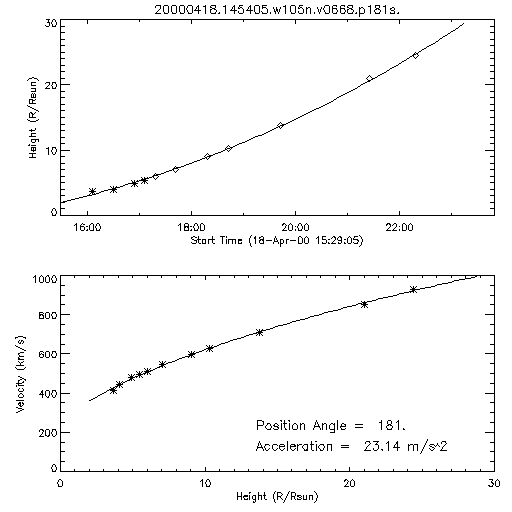 20000418.145405.w105n.v0668.p181s.
30
20
10
0
Height (R/Rsun)
16:00 18:00 20:00 22:00
Start Time (18-Apr-00 15:29:05)
1000
800
600
400
200
0
Velocity (km/s)
Position Angle = 181.
Acceleration = 23.14 m/s^2
0 10 20 30
Height (R/Rsun)